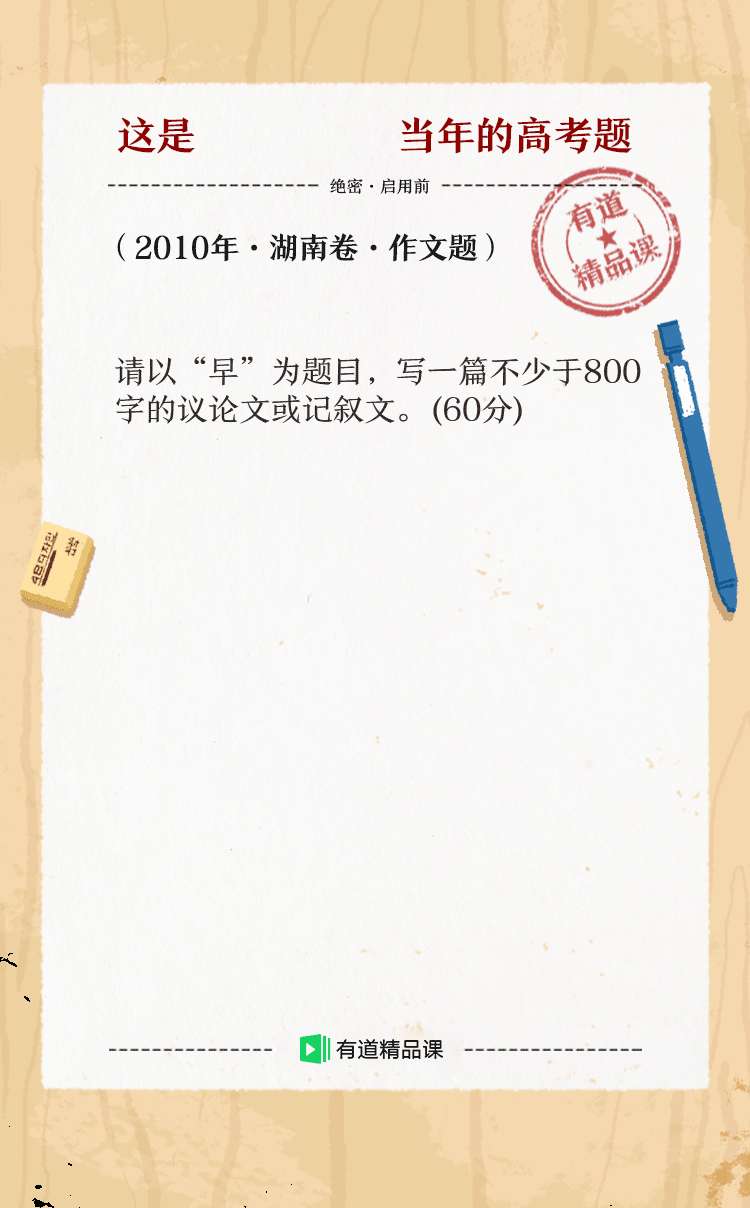 这是 当年的高考题
绝密·启用前
有道
精品课
（2010年·湖南卷·作文题）
请以“早”为题目，写一篇不少于800
字的议论文或记叙文。(60分)
有道精品课